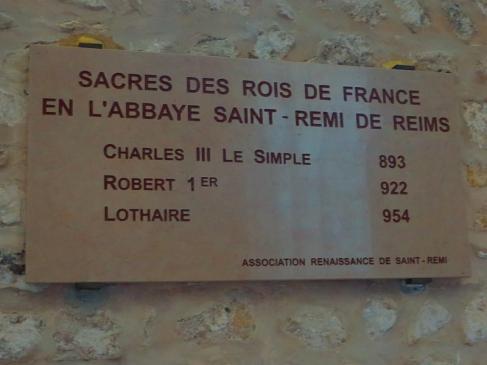 SACRES DES ROIS DE FRANCE
EN L'ABBAYE SAINT-REMI DE REIMS
CHARLES III LE SIMPLE 893
ROBERT 1ER 922
LOTHAIRE 954
ASSOCIATION RENAISSANCE DE SAINT-REMI